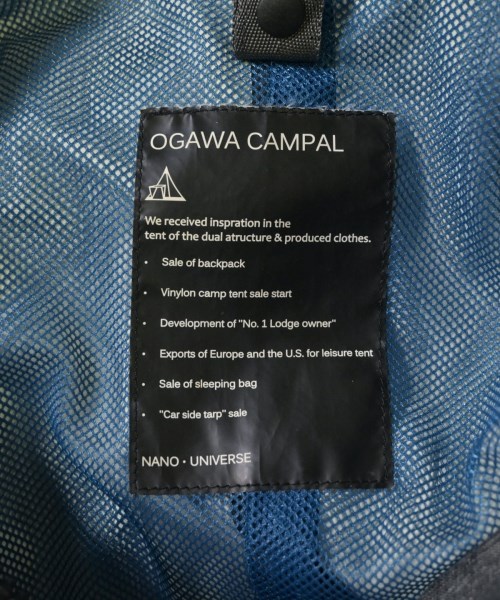 OGAWA CAMPAL
We received inspration in the
tent of the dual atructure & produced clothes.
• Sale of backpack
• Vinylon camp tent sale start
• Development of "No. 1 Lodge owner"
• Exports of Europe and the U.S. for leisure tent
• Sale of sleeping bag
• "Car side tarp" sale
NANO・UNIVERSE